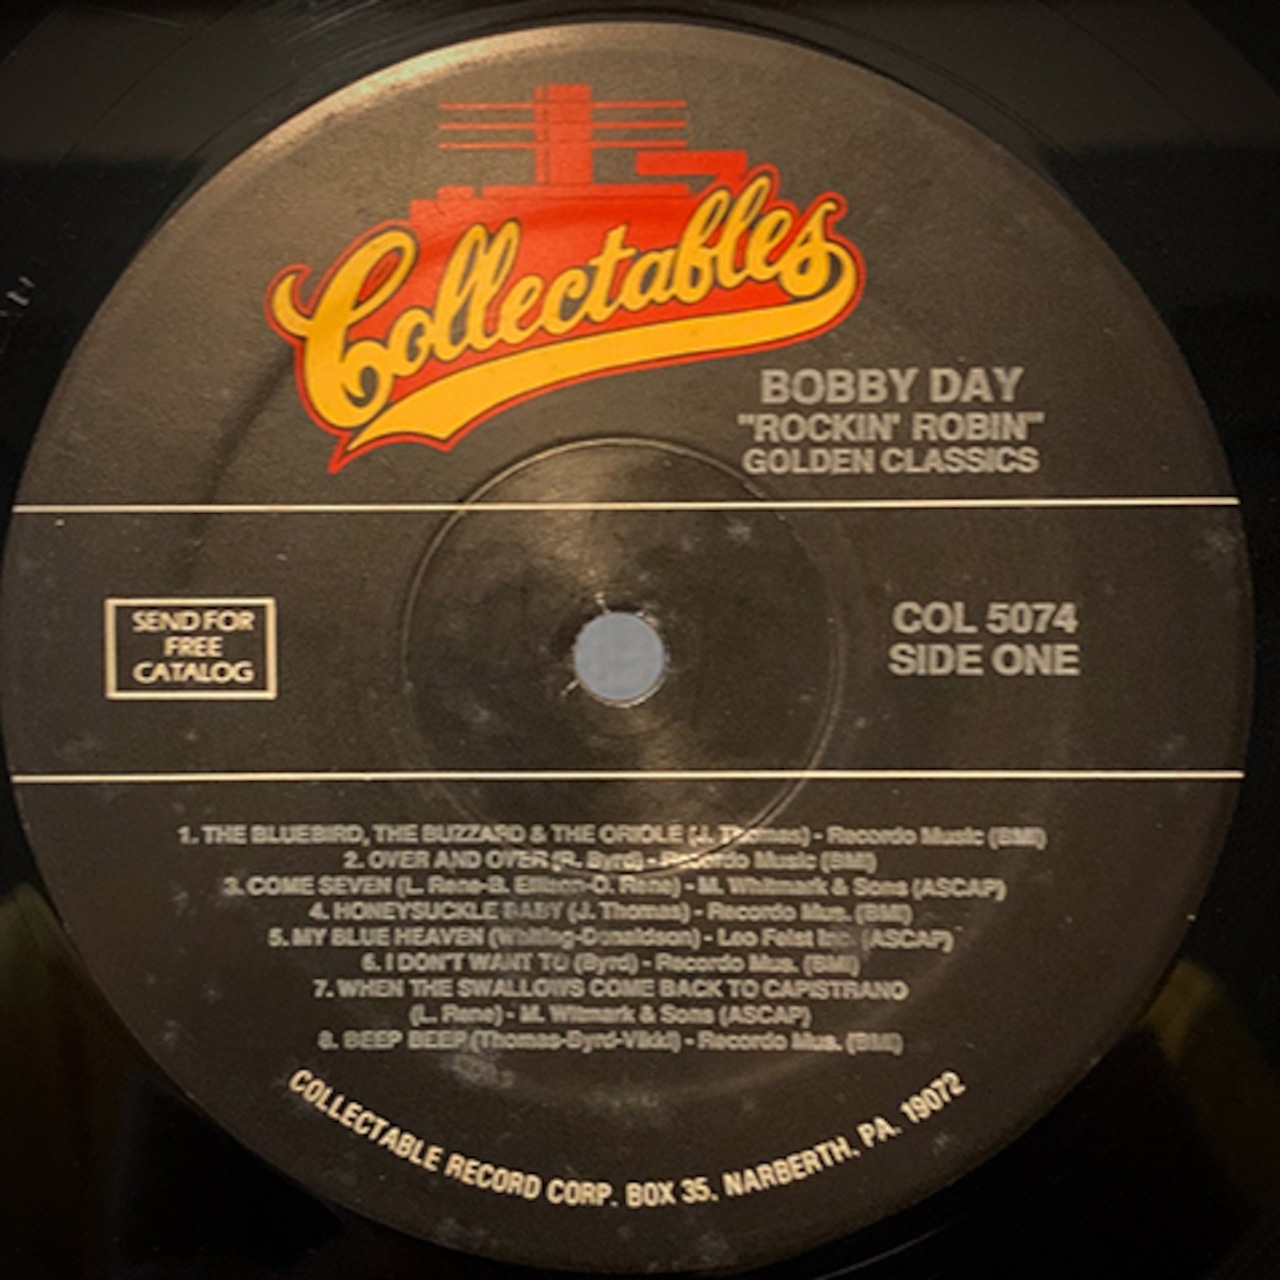 Collectables
BOBBY DAY
"ROCKIN' ROBIN"
GOLDEN CLASSICS
SEND FOR
FREE
CATALOG
COL 5074
SIDE ONE
1. THE BLUEBIRD, THE BUZZARD & THE ORIOLE (J. Thomas) - Recordo Music (BMI)
2. OVER AND OVER (R. Byrd) - Recordo Music (BMI)
3. COME SEVEN (L. Rene-B. Ellison-O. Rene) - M. Whitmark & Sons (ASCAP)
4. HONEYSUCKLE BABY (J. Thomas) - Recordo Mus. (BMI)
5. MY BLUE HEAVEN (Whiting-Donaldson) - Leo Feist Inc. (ASCAP)
6. I DON'T WANT TO (Byrd) - Recordo Mus. (BMI)
7. WHEN THE SWALLOWS COME BACK TO CAPISTRANO
(L. Rene) - M. Witmark & Sons (ASCAP)
8. BEEP BEEP (Thomas-Byrd-Vikki) - Recordo Mus. (BMI)
COLLECTABLE RECORD CORP. BOX 35, NARBERTH, PA. 19072